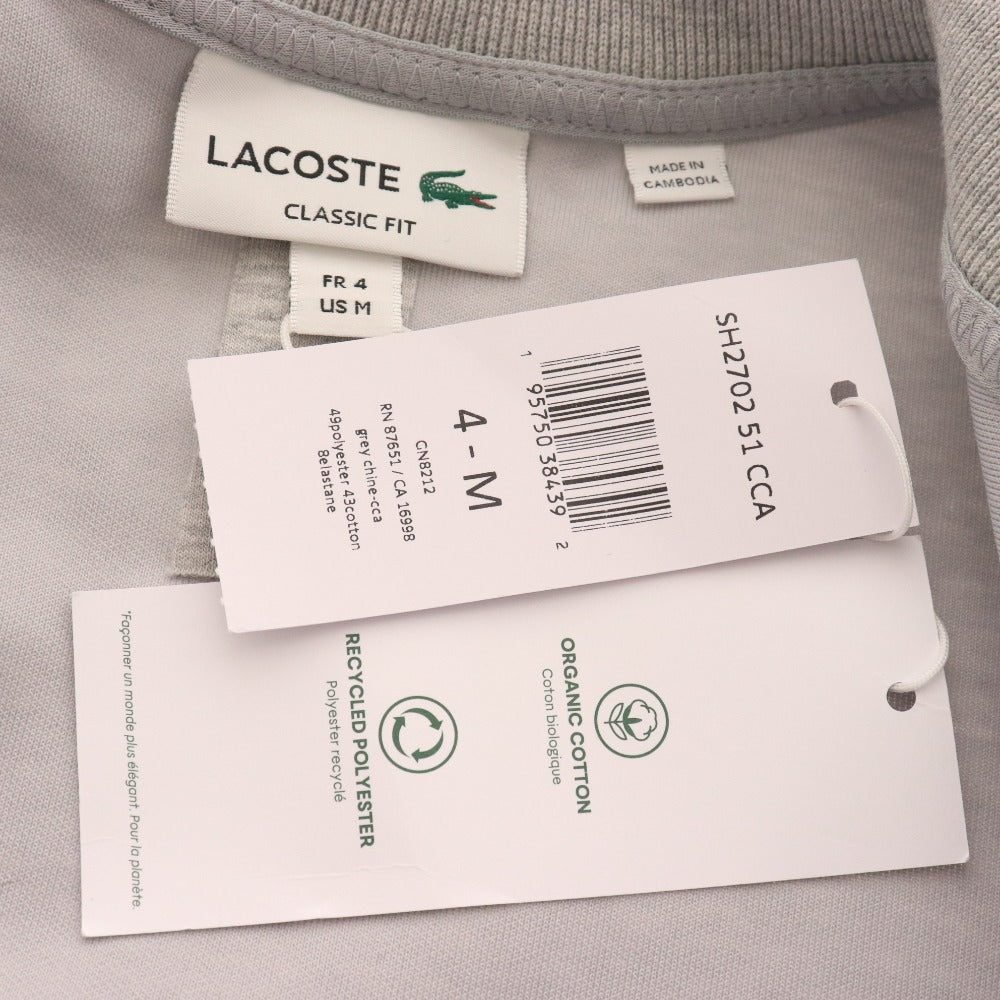 LACOSTE
CLASSIC FIT
FR 4
US M
MADE IN
CAMBODIA
SH2702 51 CCA
1 95750 38439 2
4 - M
GN8212
RN 87651 / CA 16998
grey chine-cca
49polyester 43cotton
8elastane
ORGANIC COTTON
Coton biologique
RECYCLED POLYESTER
Polyester recyclé
*Façonner un monde plus élégant. Pour la planète.